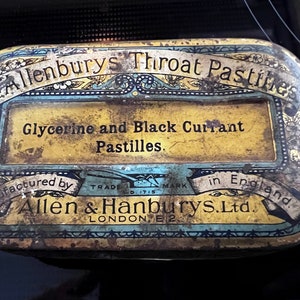 Allenburys Throat Pastilles
Glycerine and Black Currant
Pastilles.
factured by
TRADE MARK
in England
Allen & Hanburys. Ltd.
LONDON. E.2.